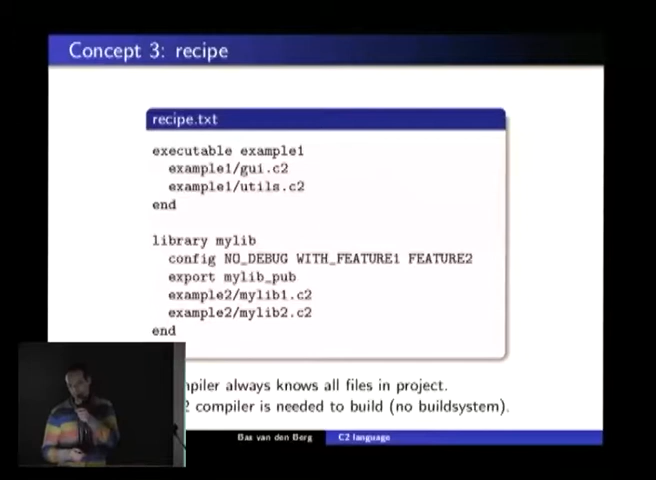 Concept 3: recipe
recipe.txt
executable example1
example1/gui.c2
example1/utils.c2
end
library mylib
config NO_DEBUG WITH_FEATURE1 FEATURE2
export mylib_pub
example2/mylib1.c2
example2/mylib2.c2
end
piler always knows all files in project.
2 compiler is needed to build (no buildsystem).
Bas van den Berg
C2 language